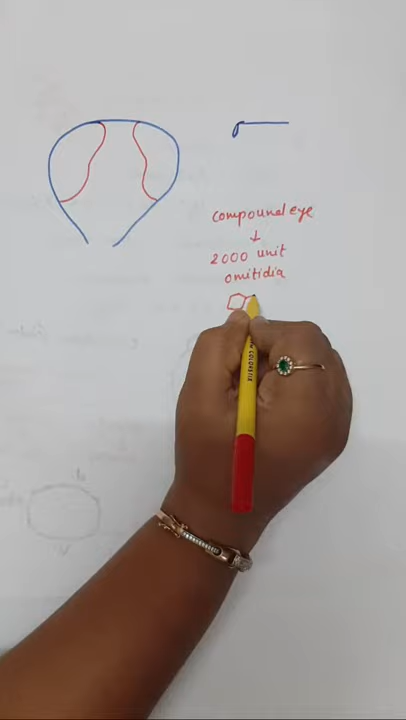 compound eye
↓
2000 unit
omitidia